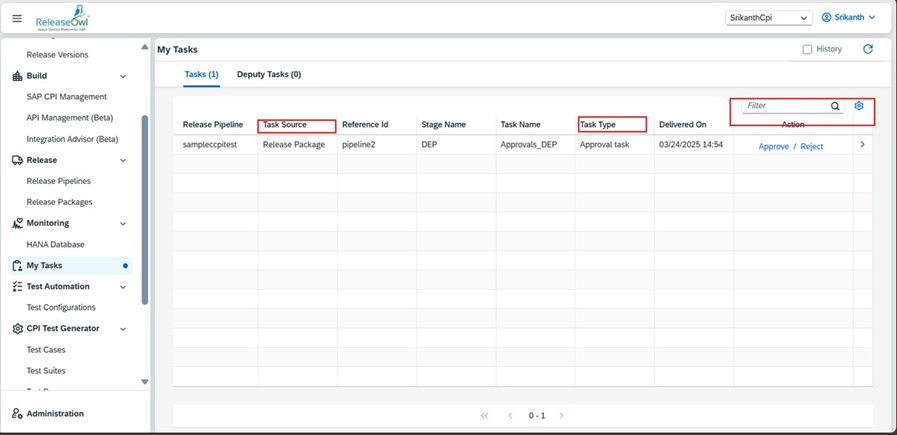 ReleaseOwl
Native DevOps Platform for SAP
SrikanthCpi
Srikanth
Release Versions
Build
SAP CPI Management
API Management (Beta)
Integration Advisor (Beta)
Release
Release Pipelines
Release Packages
Monitoring
HANA Database
My Tasks
Test Automation
Test Configurations
CPI Test Generator
Test Cases
Test Suites
Administration
My Tasks
History
Tasks (1) Deputy Tasks (0)
Filter
Release Pipeline Task Source Reference Id Stage Name Task Name Task Type Delivered On Action
sampleccpitest Release Package pipeline2 DEP Approvals_DEP Approval task 03/24/2025 14:54 Approve / Reject
0 - 1